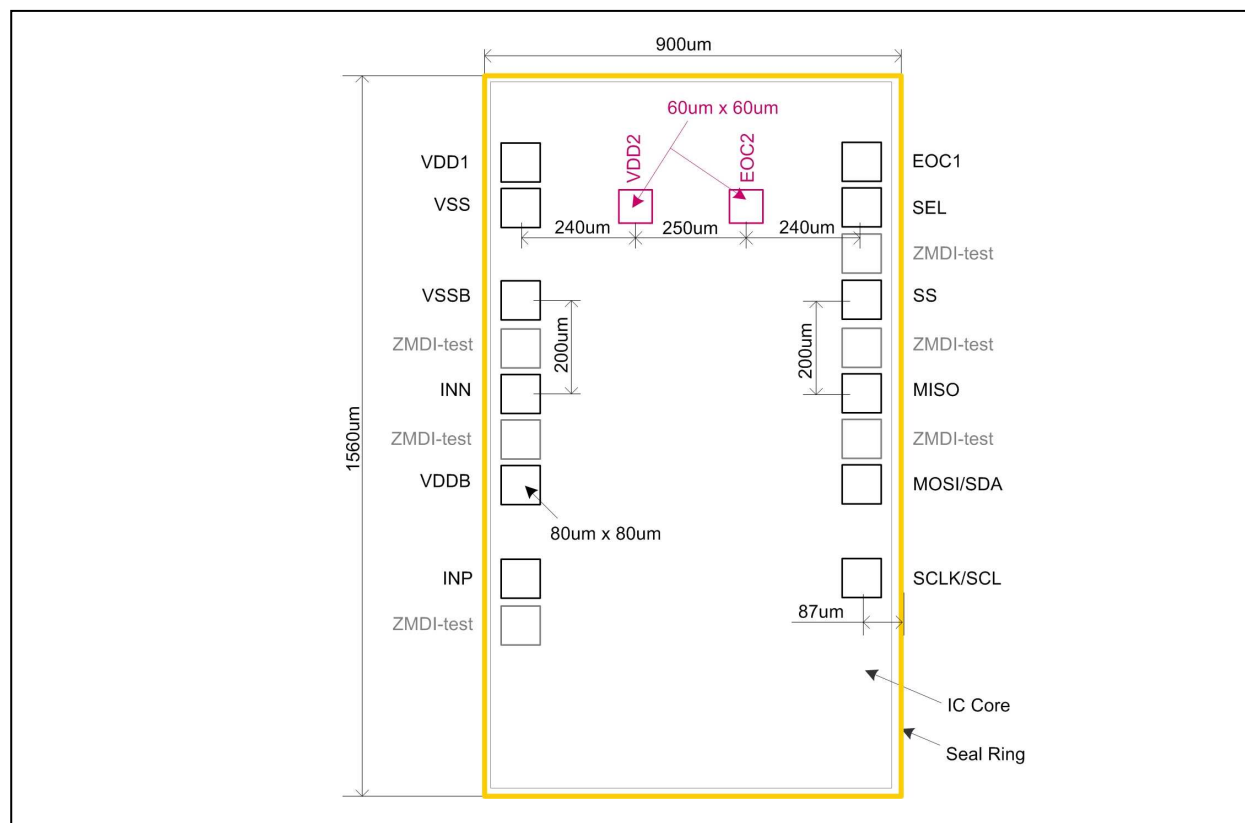 900um
60um x 60um
VDD2
EOC2
VDD1
EOC1
VSS
SEL
240um
250um
240um
ZMDI-test
VSSB
SS
200um
200um
ZMDI-test
ZMDI-test
INN
MISO
ZMDI-test
ZMDI-test
1560um
VDDB
MOSI/SDA
80um x 80um
INP
SCLK/SCL
87um
ZMDI-test
IC Core
Seal Ring